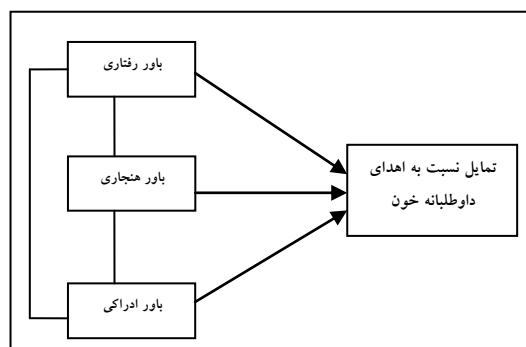 باور رفتاری
باور هنجاری
تمایل نسبت به اهدای
داوطلبانه خون
باور ادراکی